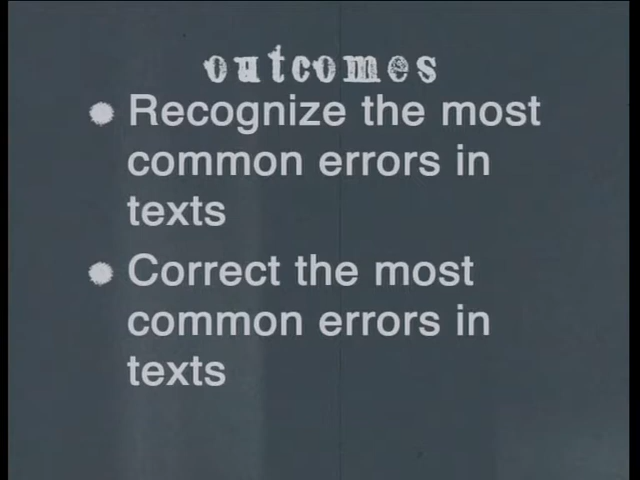 outcomes
Recognize the most
common errors in
texts
Correct the most
common errors in
texts